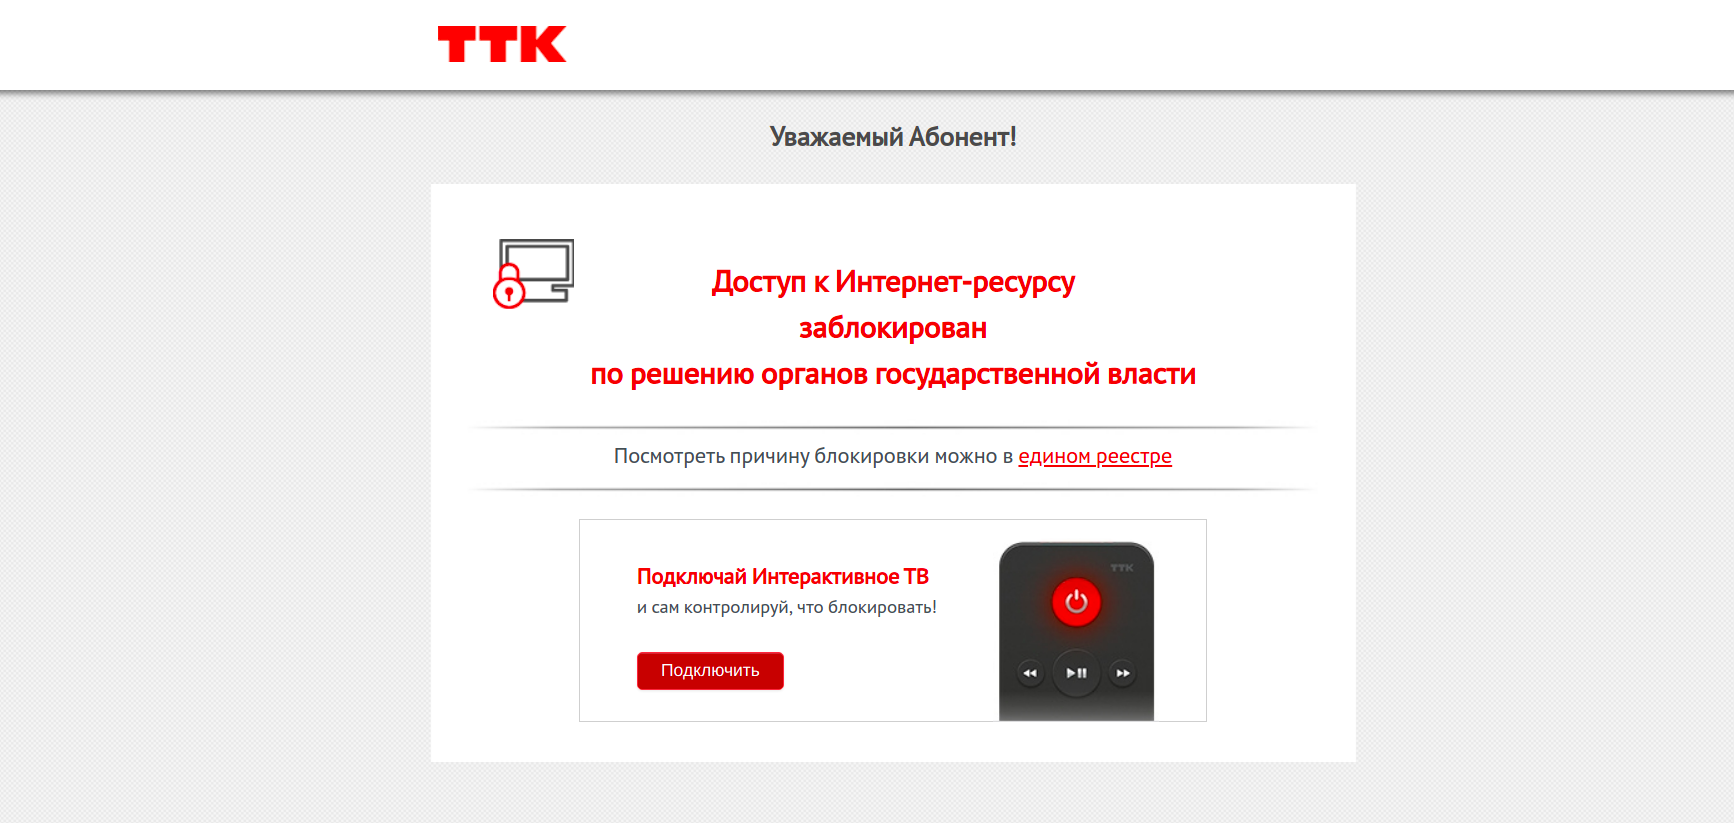 ТТК
Уважаемый Абонент!
Доступ к Интернет-ресурсу
заблокирован
по решению органов государственной власти
Посмотреть причину блокировки можно в едином реестре
Подключай Интерактивное ТВ
и сам контролируй, что блокировать!
Подключить
ТТК